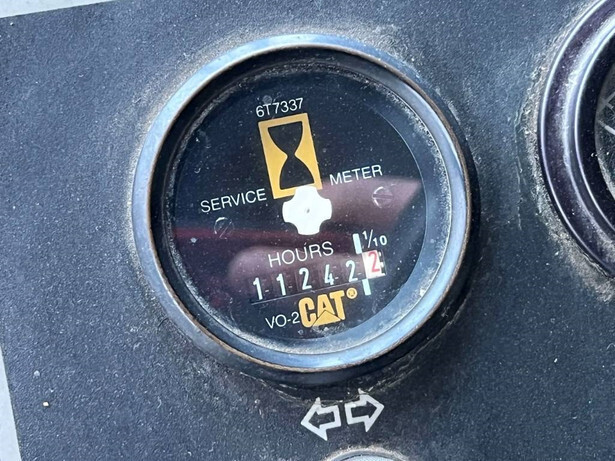 6T7337
SERVICE METER
HOURS 1/10
1 1 2 4 2 2
VO-2 CAT®